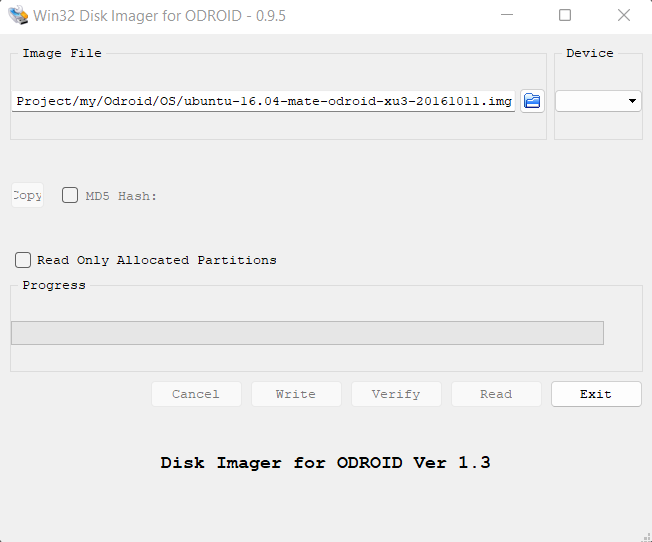 Win32 Disk Imager for ODROID - 0.9.5
Image File
Device
Project/my/Odroid/OS/ubuntu-16.04-mate-odroid-xu3-20161011.img
Copy
MD5 Hash:
Read Only Allocated Partitions
Progress
Cancel
Write
Verify
Read
Exit
Disk Imager for ODROID Ver 1.3